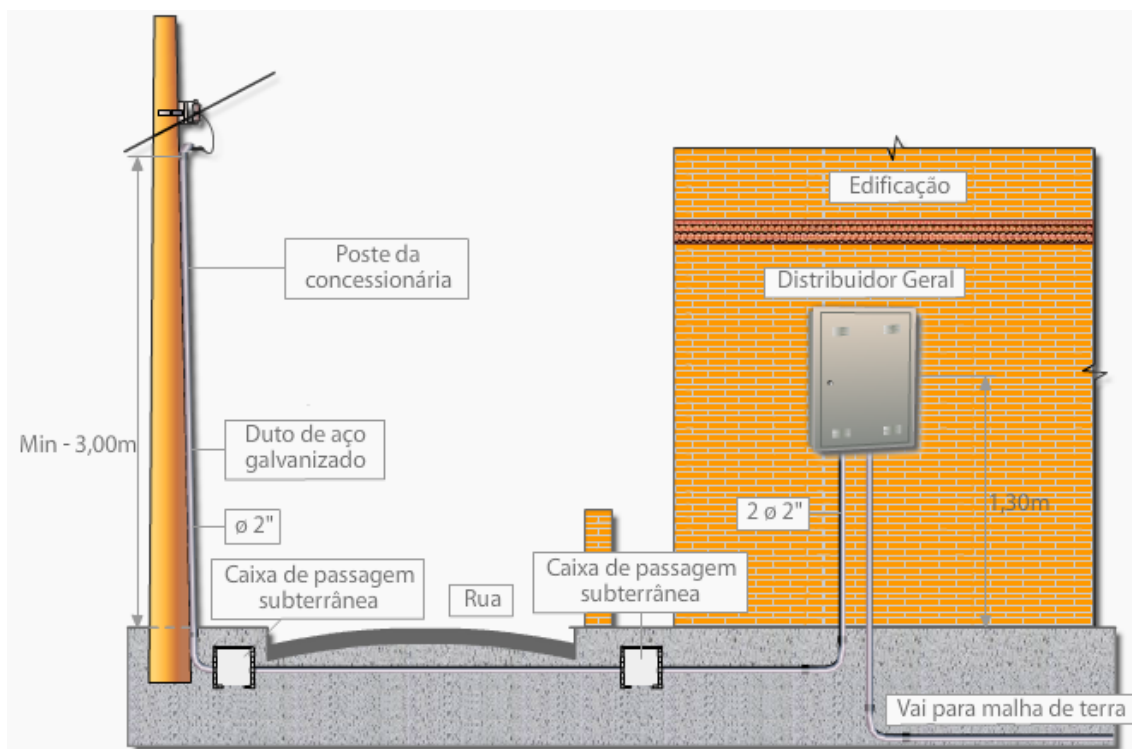 Edificação
Distribuidor Geral
Poste da
concessionária
Min - 3,00m
Duto de aço
galvanizado
ø 2"
2 ø 2"
1,30m
Caixa de passagem
subterrânea
Rua
Caixa de passagem
subterrânea
Vai para malha de terra